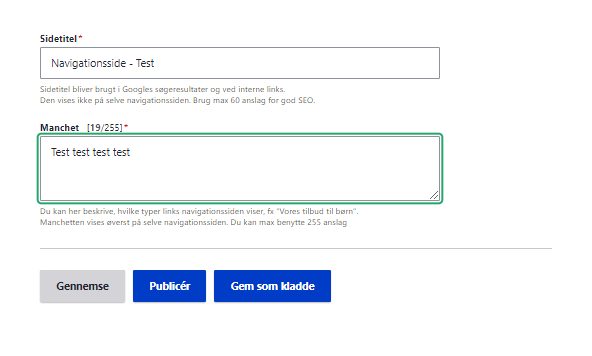 Sidetitel*
Navigationsside - Test
Sidetitel bliver brugt i Googles søgeresultater og ved interne links.
Den vises ikke på selve navigationssiden. Brug max 60 anslag for god SEO.
Manchet [19/255]*
Test test test test
Du kan her beskrive, hvilke typer links navigationssiden viser, fx "Vores tilbud til børn".
Manchetten vises øverst på selve navigationssiden. Du kan max benytte 255 anslag
Gennemse Publicér Gem som kladde